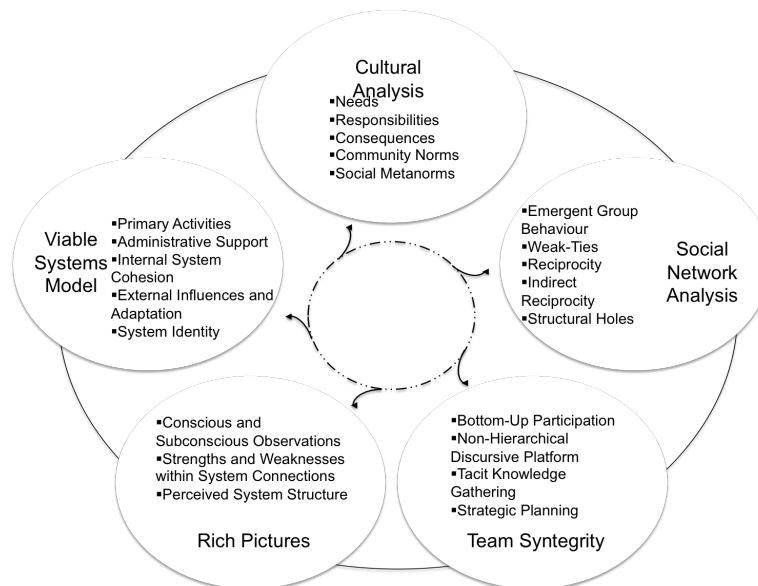 Cultural
Analysis
▪Needs
▪Responsibilities
▪Consequences
▪Community Norms
▪Social Metanorms
Viable
Systems
Model
▪Primary Activities
▪Administrative Support
▪Internal System
Cohesion
▪External Influences and
Adaptation
▪System Identity
▪Emergent Group
Behaviour
▪Weak-Ties
▪Reciprocity
▪Indirect
Reciprocity
▪Structural Holes
Social
Network
Analysis
▪Conscious and
Subconscious Observations
▪Strengths and Weaknesses
within System Connections
▪Perceived System Structure
Rich Pictures
▪Bottom-Up Participation
▪Non-Hierarchical
Discursive Platform
▪Tacit Knowledge
Gathering
▪Strategic Planning
Team Syntegrity